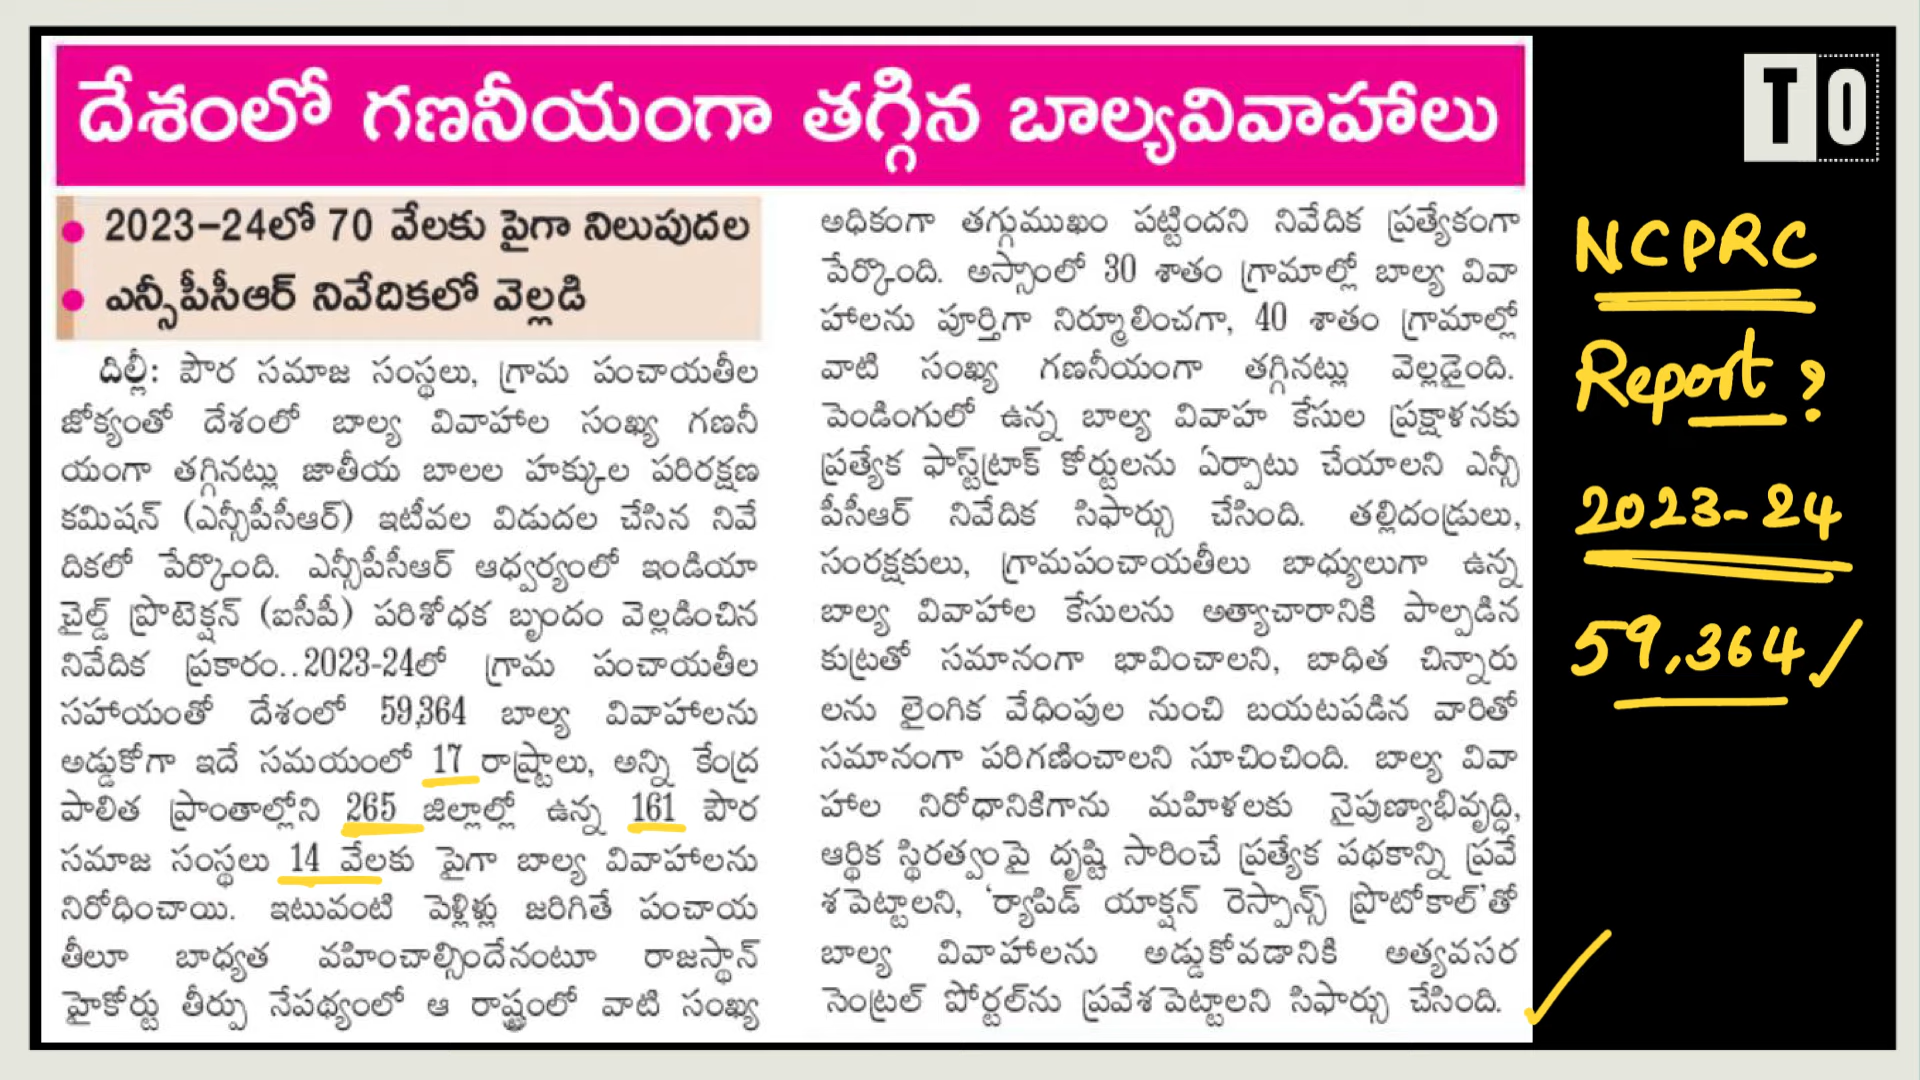 దేశంలో గణనీయంగా తగ్గిన బాల్యవివాహాలు
2023-24లో 70 వేలకు పైగా నిలుపుదల
ఎన్సీపీసీఆర్ నివేదికలో వెల్లడి
దిల్లీ: పౌర సమాజ సంస్థలు, గ్రామ పంచాయతీల
జోక్యంతో దేశంలో బాల్య వివాహాల సంఖ్య గణనీ
యంగా తగ్గినట్లు జాతీయ బాలల హక్కుల పరిరక్షణ
కమిషన్ (ఎన్సీపీసీఆర్) ఇటీవల విడుదల చేసిన నివే
దికలో పేర్కొంది. ఎన్సీపీసీఆర్ ఆధ్వర్యంలో ఇండియా
చైల్డ్ ప్రొటెక్షన్ (ఐసీపీ) పరిశోధక బృందం వెల్లడించిన
నివేదిక ప్రకారం..2023-24లో గ్రామ పంచాయతీల
సహాయంతో దేశంలో 59,364 బాల్య వివాహాలను
అడ్డుకోగా ఇదే సమయంలో 17 రాష్ట్రాలు, అన్ని కేంద్ర
పాలిత ప్రాంతాల్లోని 265 జిల్లాల్లో ఉన్న 161 పౌర
సమాజ సంస్థలు 14 వేలకు పైగా బాల్య వివాహాలను
నిరోధించాయి. ఇటువంటి పెళ్లిళ్లు జరిగితే పంచాయ
తీలూ బాధ్యత వహించాల్సిందేనంటూ రాజస్థాన్
హైకోర్టు తీర్పు నేపథ్యంలో ఆ రాష్ట్రంలో వాటి సంఖ్య
అధికంగా తగ్గుముఖం పట్టిందని నివేదిక ప్రత్యేకంగా
పేర్కొంది. అస్సాంలో 30 శాతం గ్రామాల్లో బాల్య వివా
హాలను పూర్తిగా నిర్మూలించగా, 40 శాతం గ్రామాల్లో
వాటి సంఖ్య గణనీయంగా తగ్గినట్లు వెల్లడైంది.
పెండింగులో ఉన్న బాల్య వివాహ కేసుల ప్రక్షాళనకు
ప్రత్యేక ఫాస్ట్‌ట్రాక్ కోర్టులను ఏర్పాటు చేయాలని ఎన్సీ
పీసీఆర్ నివేదిక సిఫార్సు చేసింది. తల్లిదండ్రులు,
సంరక్షకులు, గ్రామపంచాయతీలు బాధ్యులుగా ఉన్న
బాల్య వివాహాల కేసులను అత్యాచారానికి పాల్పడిన
కుట్రతో సమానంగా భావించాలని, బాధిత చిన్నారు
లను లైంగిక వేధింపుల నుంచి బయటపడిన వారితో
సమానంగా పరిగణించాలని సూచించింది. బాల్య వివా
హాల నిరోధానికిగాను మహిళలకు నైపుణ్యాభివృద్ధి,
ఆర్థిక స్థిరత్వంపై దృష్టి సారించే ప్రత్యేక పథకాన్ని ప్రవే
శపెట్టాలని, 'ర్యాపిడ్ యాక్షన్ రెస్పాన్స్ ప్రొటోకాల్'తో
బాల్య వివాహాలను అడ్డుకోవడానికి అత్యవసర
సెంట్రల్ పోర్టల్‌ను ప్రవేశపెట్టాలని సిఫార్సు చేసింది.
TO
NCPRC
Report ?
2023-24
59,364